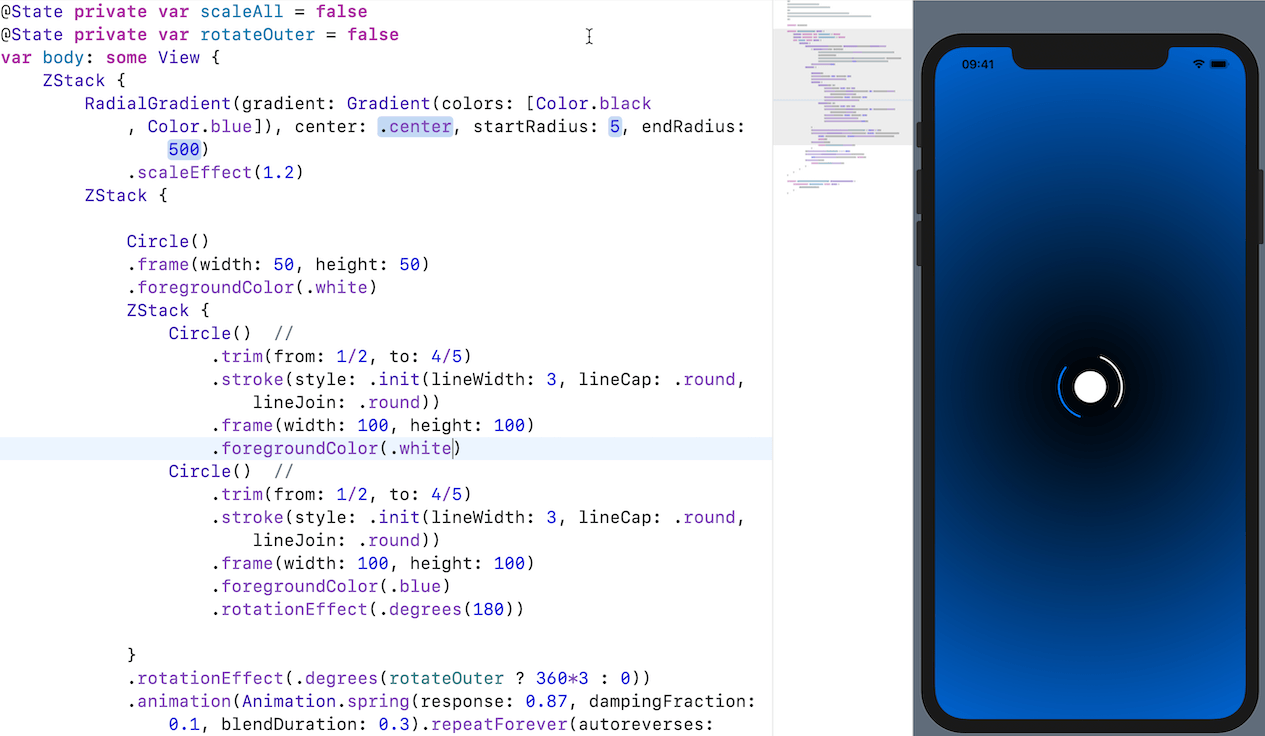 @State private var scaleAll = false
@State private var rotateOuter = false
var body: some View {
ZStack {
RadialGradient(gradient: Gradient(colors: [Color.black
, Color.blue]), center: .center, startRadius: 5, endRadius:
500)
.scaleEffect(1.2)
ZStack {
Circle()
.frame(width: 50, height: 50)
.foregroundColor(.white)
ZStack {
Circle()  //
.trim(from: 1/2, to: 4/5)
.stroke(style: .init(lineWidth: 3, lineCap: .round,
lineJoin: .round))
.frame(width: 100, height: 100)
.foregroundColor(.white)
Circle()  //
.trim(from: 1/2, to: 4/5)
.stroke(style: .init(lineWidth: 3, lineCap: .round,
lineJoin: .round))
.frame(width: 100, height: 100)
.foregroundColor(.blue)
.rotationEffect(.degrees(180))
}
.rotationEffect(.degrees(rotateOuter ? 360*3 : 0))
.animation(Animation.spring(response: 0.87, dampingFraction:
0.1, blendDuration: 0.3).repeatForever(autoreverses:
09:41